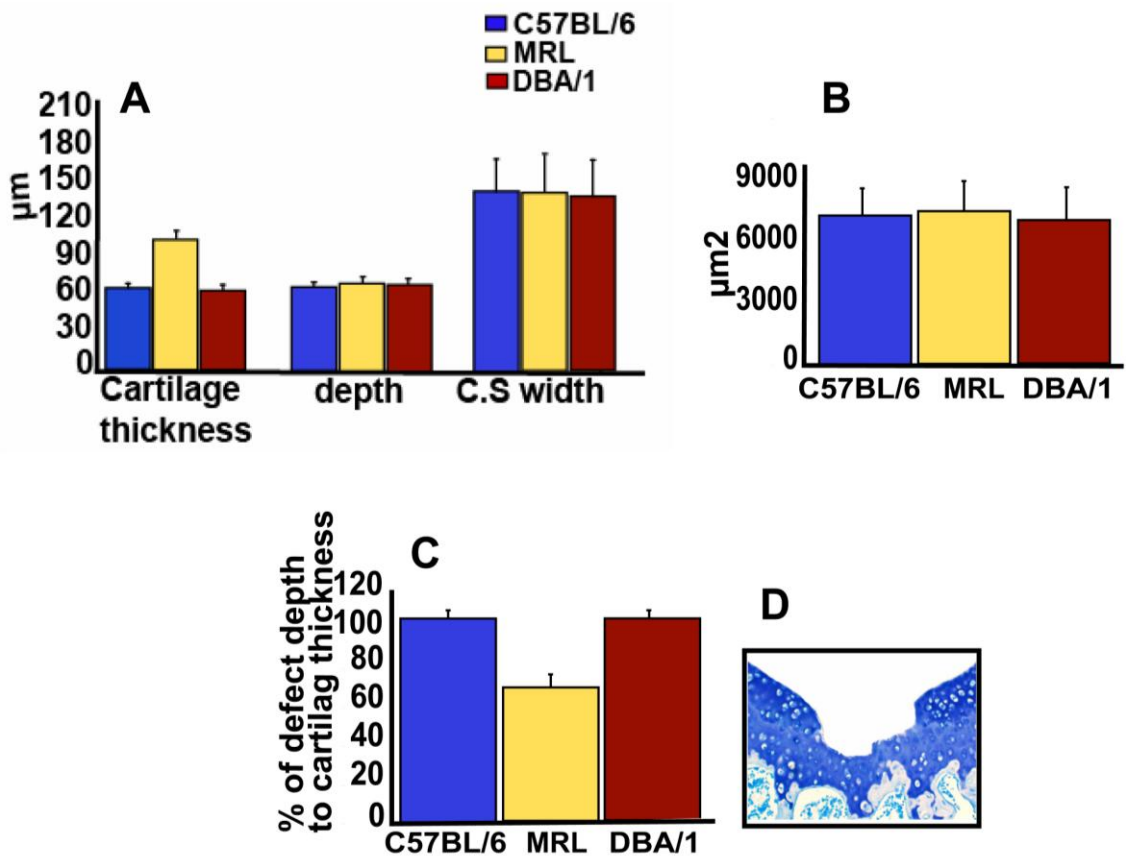 C57BL/6
MRL
DBA/1
A
210
180
150
120
90
60
30
0
µm
Cartilage thickness
depth
C.S width
B
9000
6000
3000
0
µm2
C57BL/6 MRL DBA/1
C
120
100
80
60
40
20
0
% of defect depth
to cartilag thickness
C57BL/6 MRL DBA/1
D